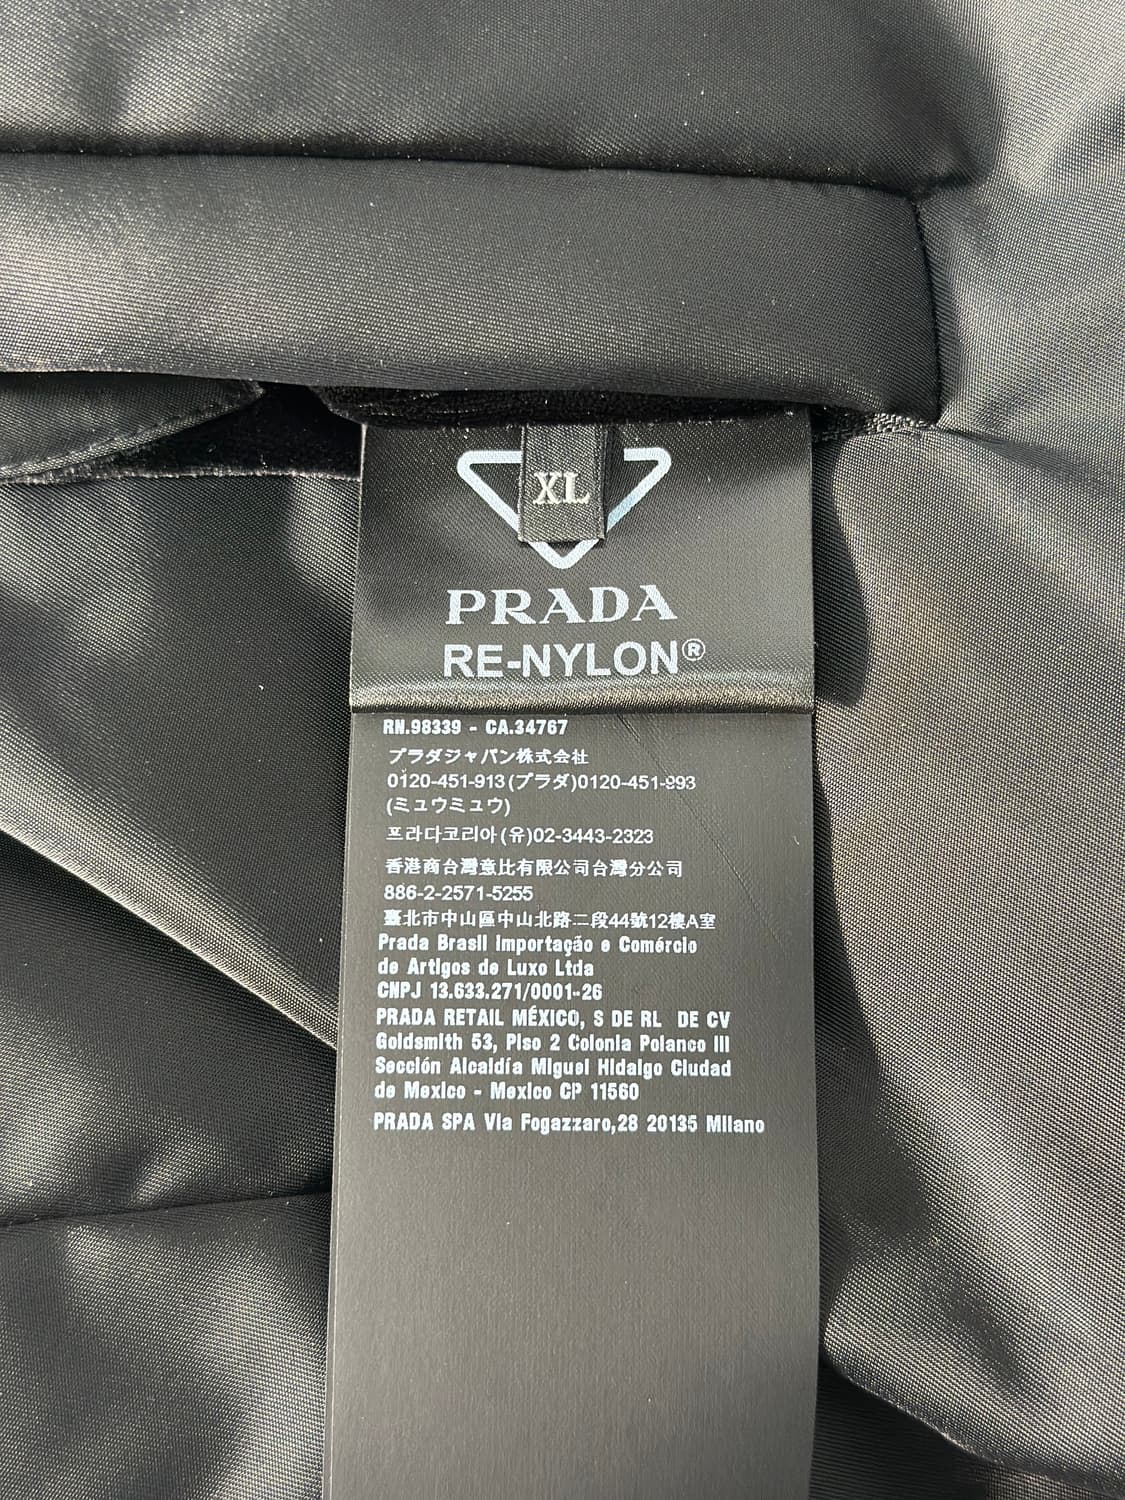 XL
PRADA
RE-NYLON®
RN.98339 - CA.34767
プラダジャパン株式会社
0120-451-913(プラダ)0120-451-993
(ミュウミュウ)
프라다코리아(유)02-3443-2323
香港商台灣意比有限公司台灣分公司
886-2-2571-5255
臺北市中山區中山北路二段44號12樓A室
Prada Brasil Importação e Comércio
de Artigos de Luxo Ltda
CNPJ 13.633.271/0001-26
PRADA RETAIL MÉXICO, S DE RL DE CV
Goldsmith 53, Piso 2 Colonia Polanco III
Sección Alcaldía Miguel Hidalgo Ciudad
de Mexico - Mexico CP 11560
PRADA SPA Via Fogazzaro,28 20135 Milano